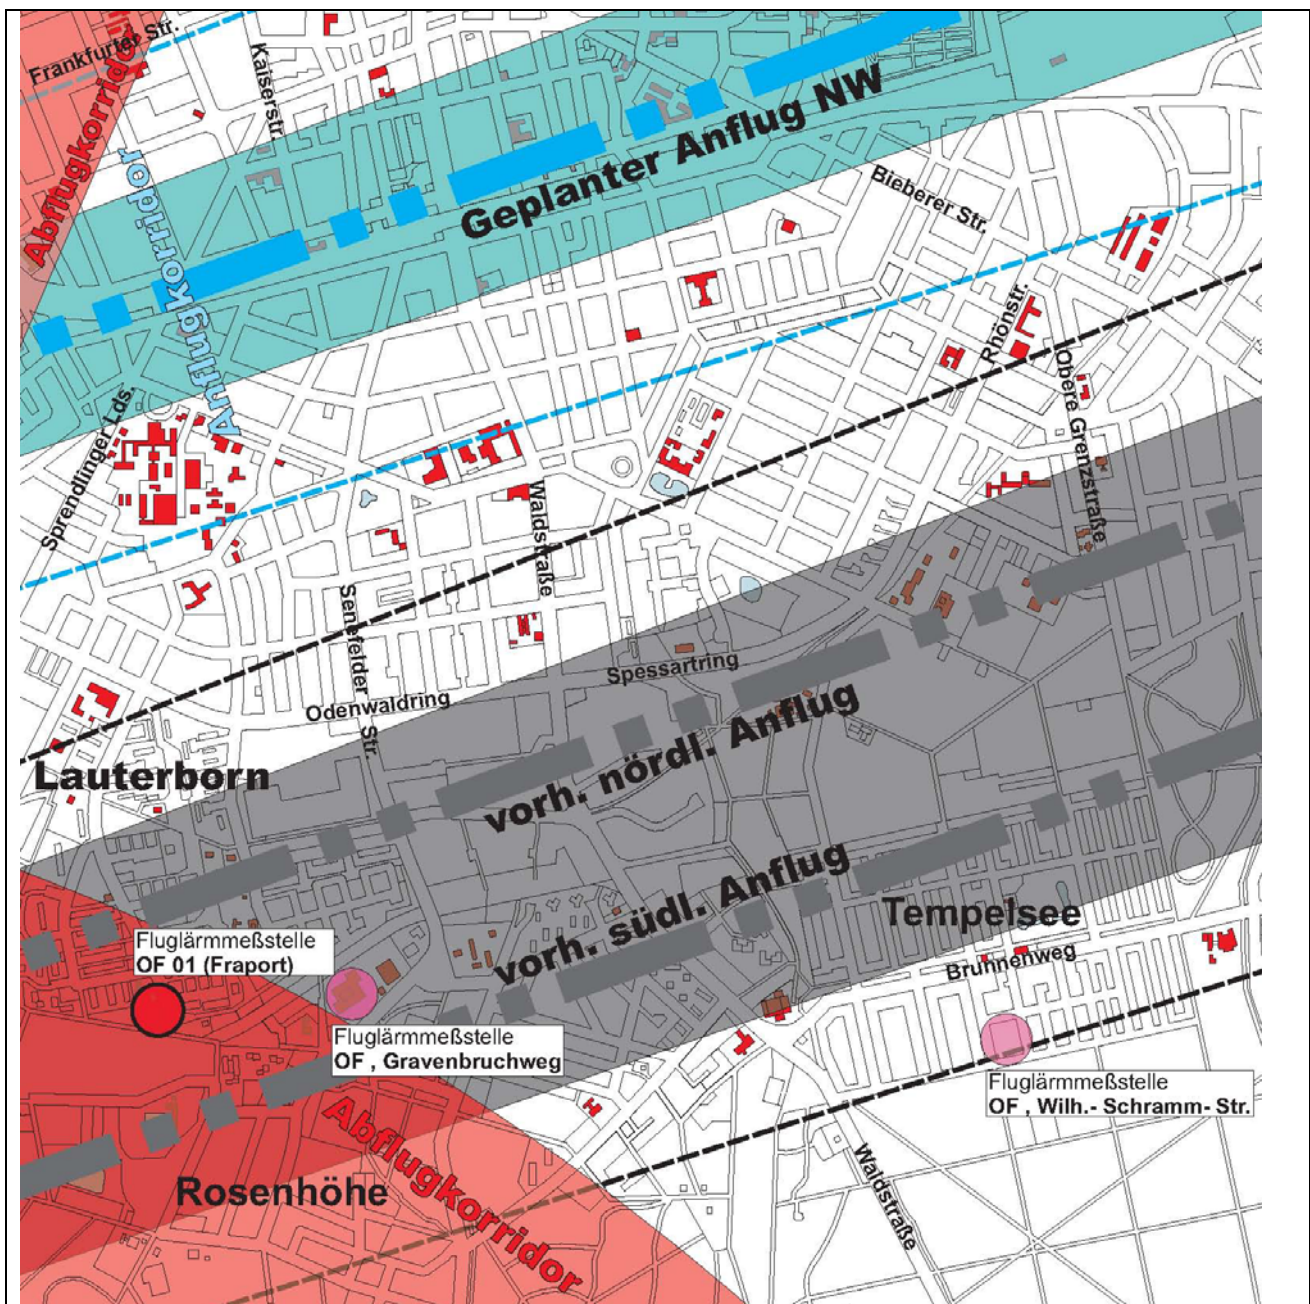 Frankfurter Str.
Kaiserstr.
Abflugkorridor
Anflugkorridor
Geplanter Anflug NW
Bieberer Str.
Rhönstr.
Obere Grenzstraße
Sprendlinger Lds.
Waldstraße
Senefelder Str.
Spessartring
Odenwaldring
Lauterborn
vorh. nördl. Anflug
vorh. südl. Anflug
Tempelsee
Brunnenweg
Fluglärmmeßstelle
OF 01 (Fraport)
Fluglärmmeßstelle
OF , Gravenbruchweg
Fluglärmmeßstelle
OF , Wilh.- Schramm- Str.
Abflugkorridor
Rosenhöhe
Waldstraße